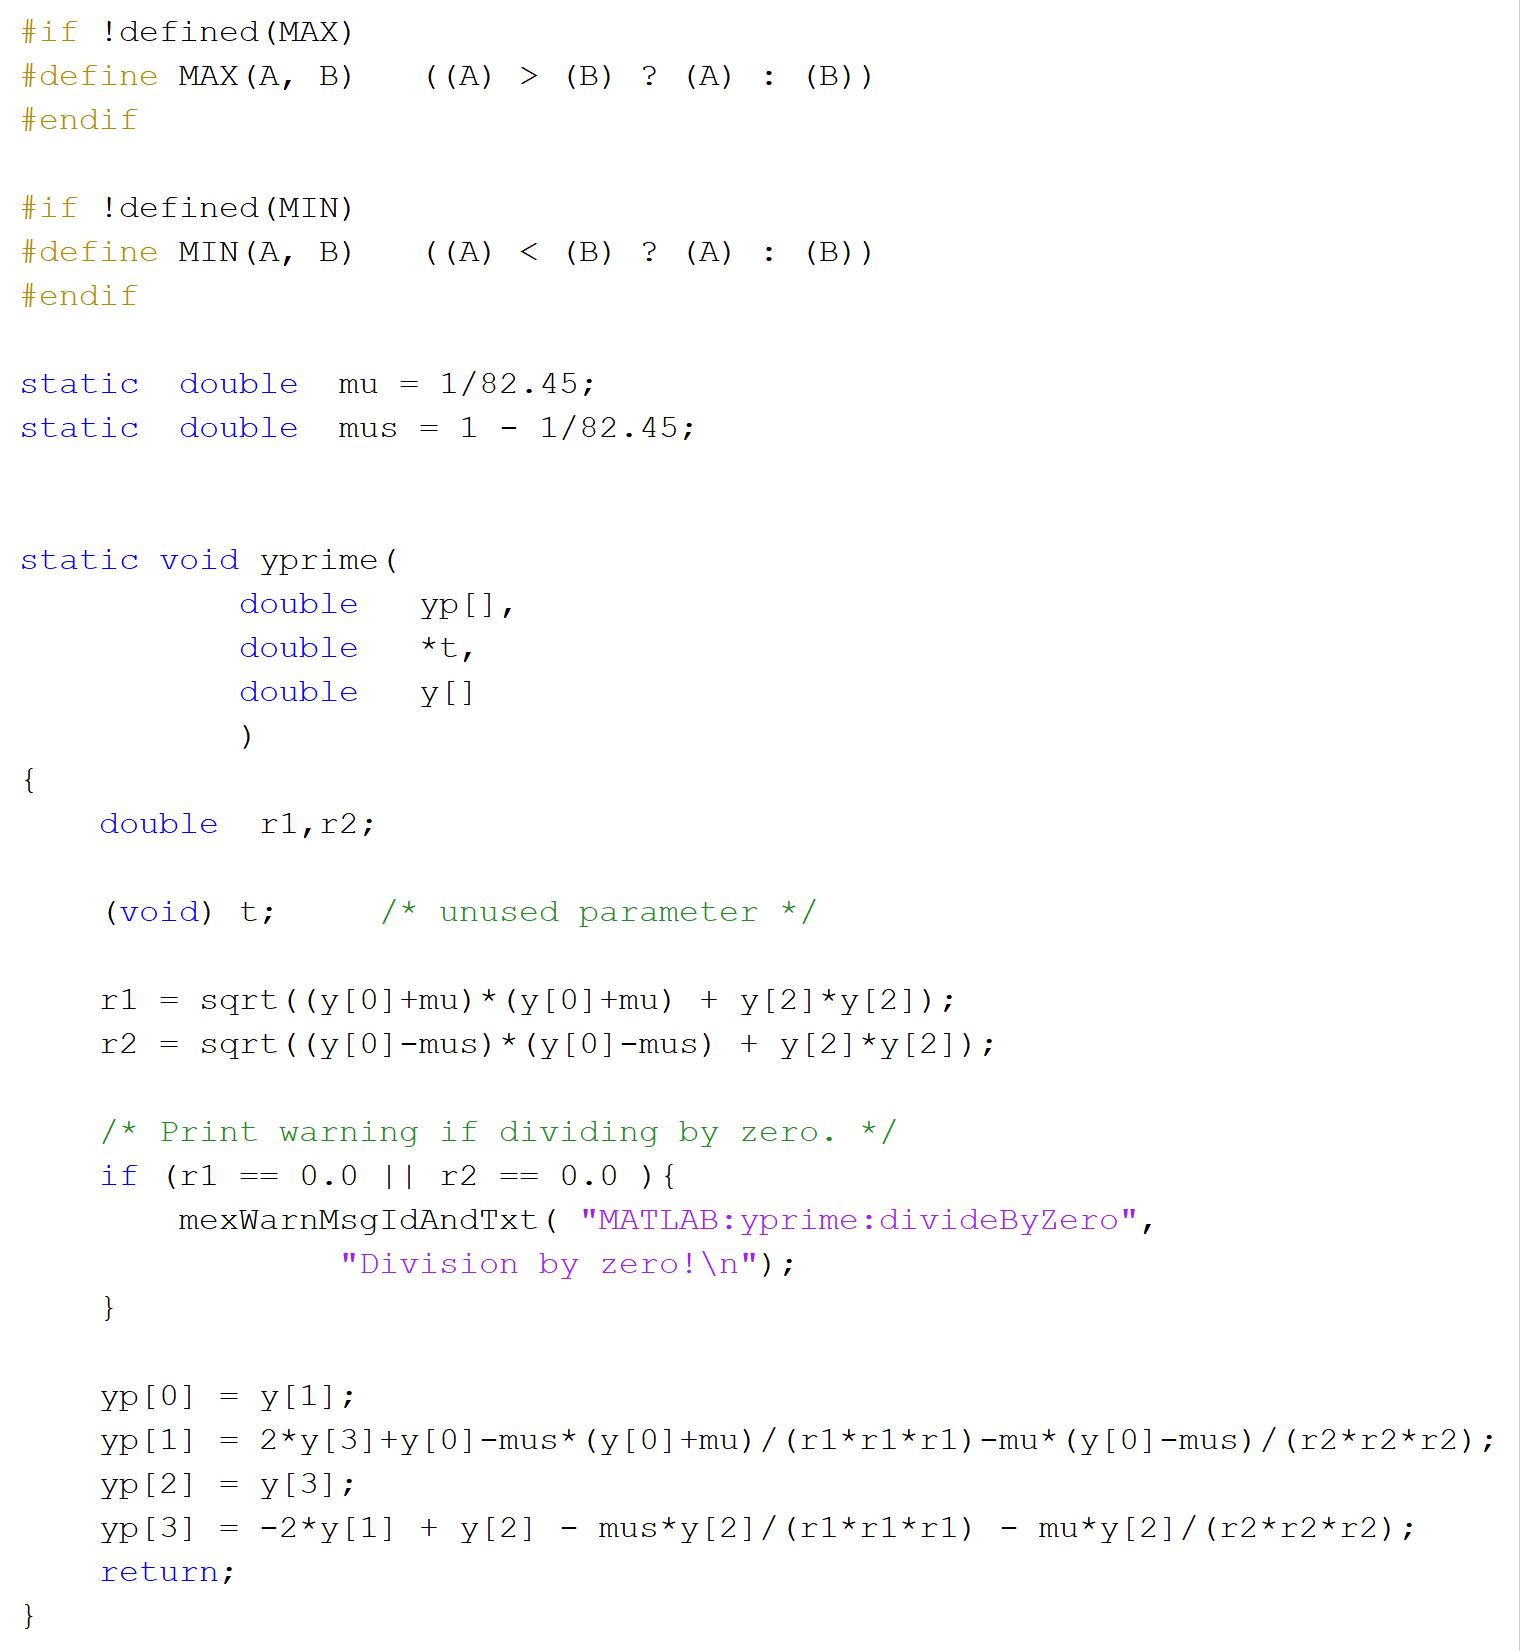 #if !defined(MAX)
#define MAX(A, B)   ((A) > (B) ? (A) : (B))
#endif

#if !defined(MIN)
#define MIN(A, B)   ((A) < (B) ? (A) : (B))
#endif

static  double  mu = 1/82.45;
static  double  mus = 1 - 1/82.45;


static void yprime(
           double   yp[],
           double   *t,
           double   y[]
           )
{
    double  r1,r2;

    (void) t;     /* unused parameter */

    r1 = sqrt((y[0]+mu)*(y[0]+mu) + y[2]*y[2]);
    r2 = sqrt((y[0]-mus)*(y[0]-mus) + y[2]*y[2]);

    /* Print warning if dividing by zero. */
    if (r1 == 0.0 || r2 == 0.0 ){
        mexWarnMsgIdAndTxt( "MATLAB:yprime:divideByZero",
                "Division by zero!\n");
    }

    yp[0] = y[1];
    yp[1] = 2*y[3]+y[0]-mus*(y[0]+mu)/(r1*r1*r1)-mu*(y[0]-mus)/(r2*r2*r2);
    yp[2] = y[3];
    yp[3] = -2*y[1] + y[2] - mus*y[2]/(r1*r1*r1) - mu*y[2]/(r2*r2*r2);
    return;
}